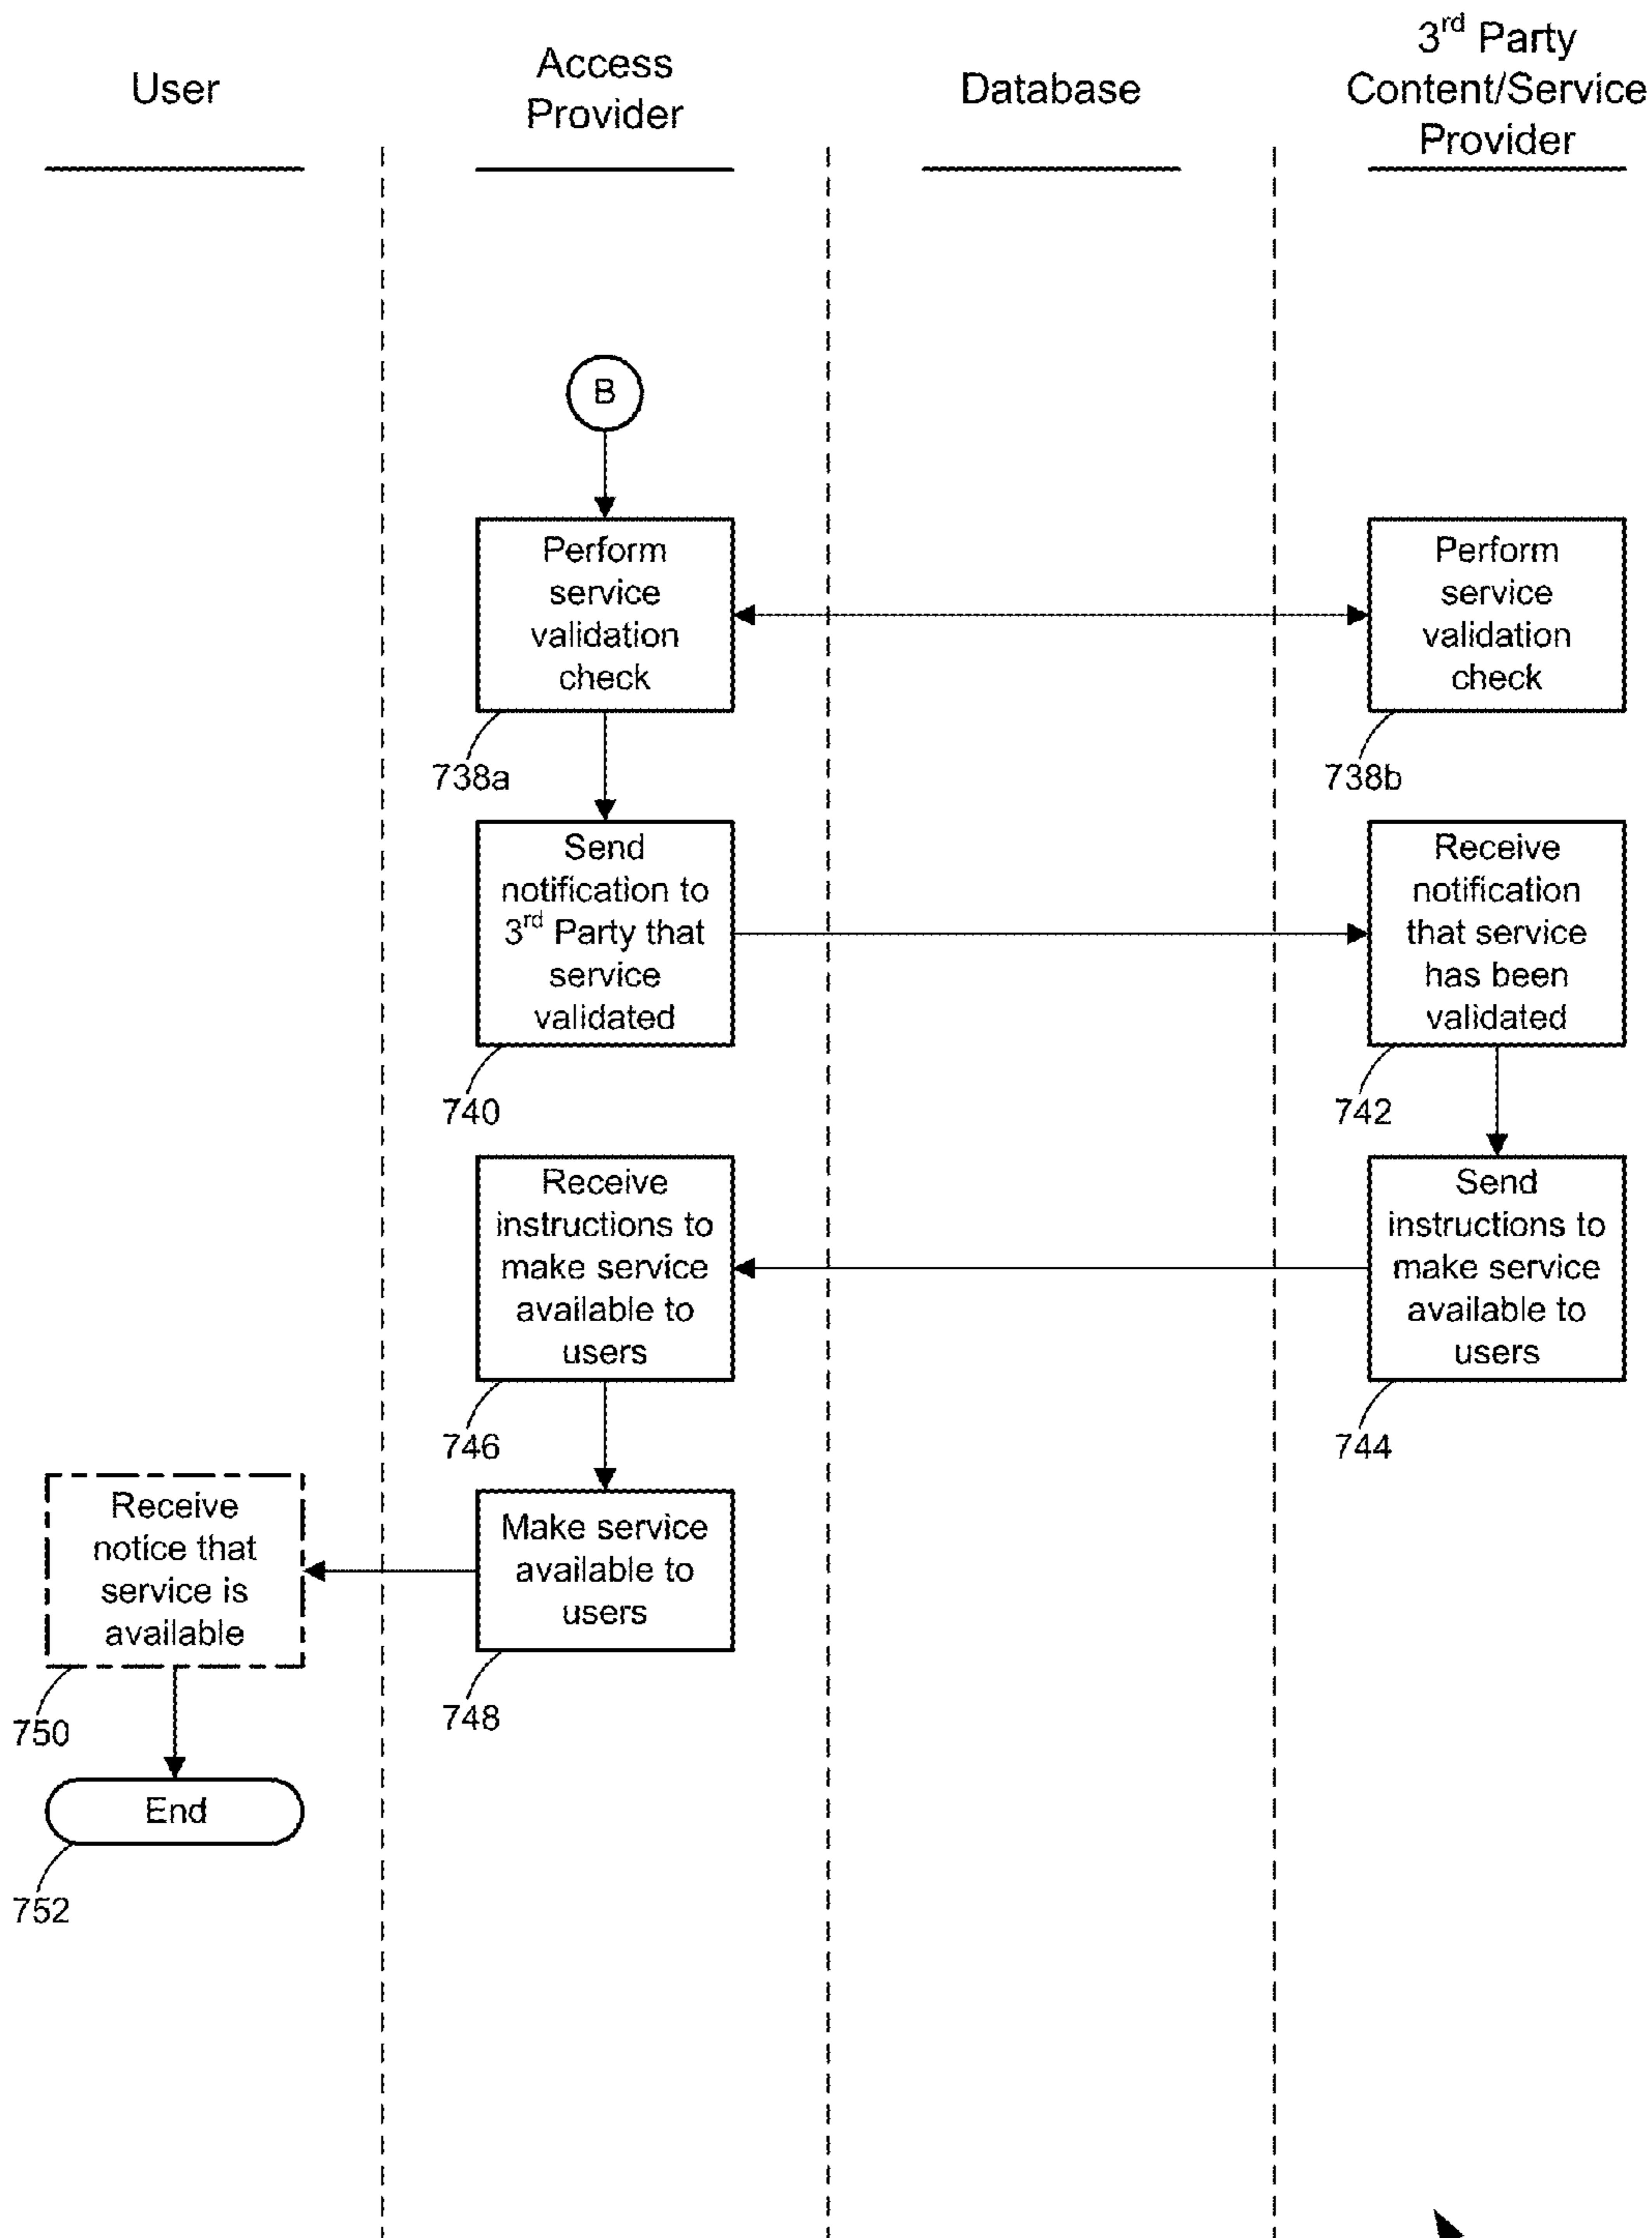 User
Access
Provider
Database
3rd Party
Content/Service
Provider
B
Perform
service
validation
check
738a
Perform
service
validation
check
738b
Send
notification to
3rd Party that
service
validated
740
Receive
notification
that service
has been
validated
742
Receive
instructions to
make service
available to
users
746
Send
instructions to
make service
available to
users
744
Receive
notice that
service is
available
750
Make service
available to
users
748
End
752